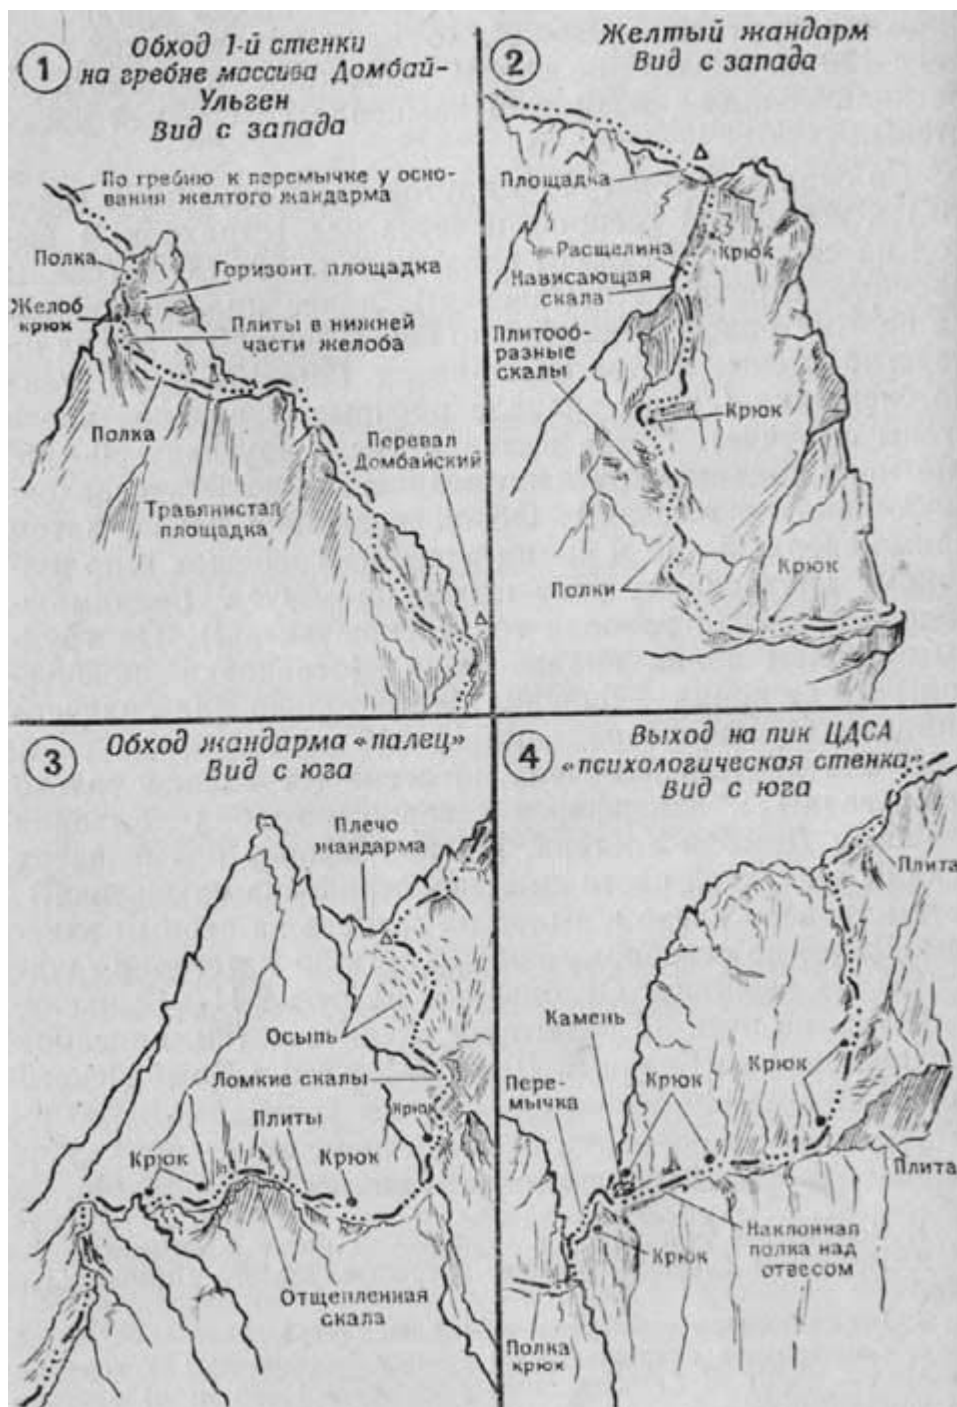 1
Обход 1-й стенки
на гребне массива Домбай-
Ульген
Вид с запада
По гребню к перемычке у осно-
вания желтого жандарма
Полка
Горизонт. площадка
Желоб
крюк
Плиты в нижней
части желоба
Полка
Перевал
Домбайский
Травянистая
площадка
2
Желтый жандарм
Вид с запада
Площадка
Расщелина
Крюк
Нависающая
скала
Плитооб-
разные
скалы
Крюк
Крюк
Полки
3
Обход жандарма «палец»
Вид с юга
Плечо
жандарма
Осыпь
Ломкие скалы
Крюк
Плиты
Крюк
Крюк
Отщепленная
скала
4
Выход на пик ЦДСА
«психологическая стенка»
Вид с юга
Плита
Камень
Крюк
Крюк
Пере-
мычка
Плита
Наклонная
полка над
отвесом
Крюк
Полка
крюк